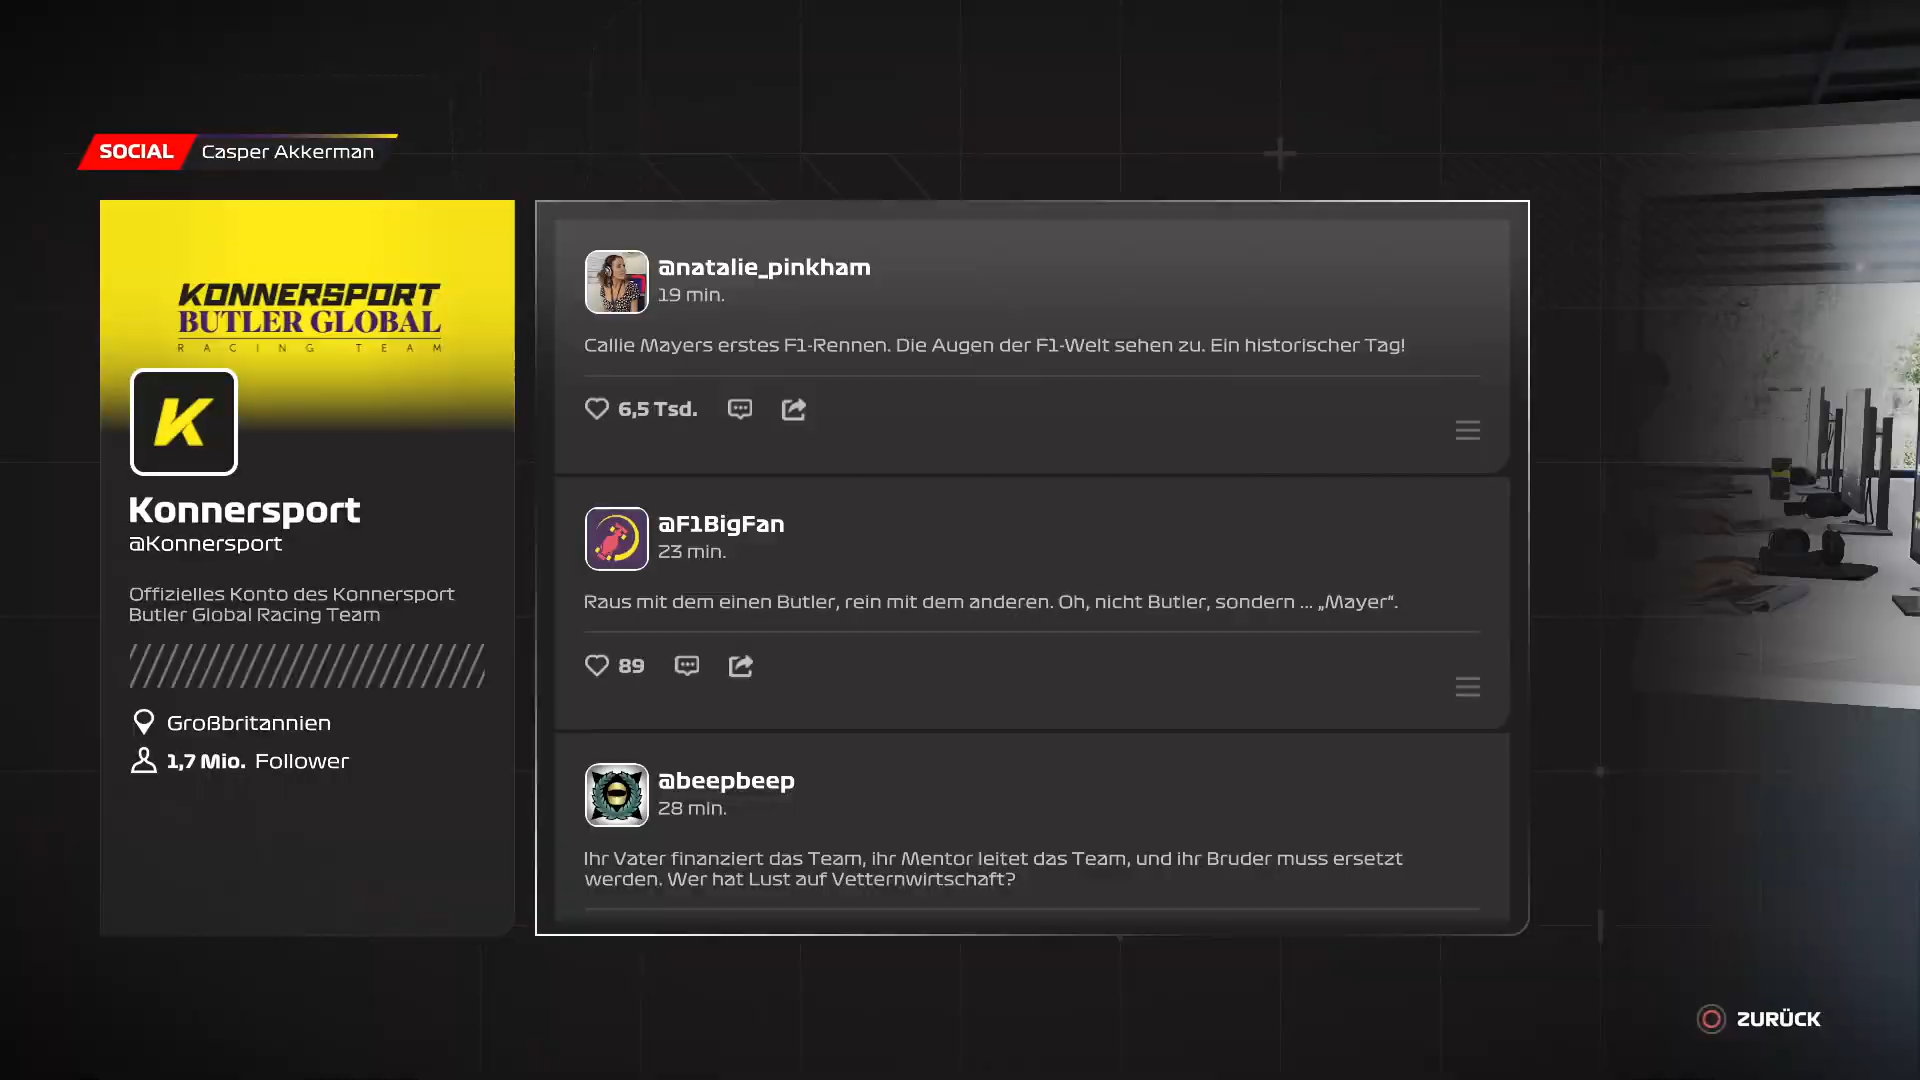 SOCIAL Casper Akkerman
KONNERSPORT
BUTLER GLOBAL
RACING TEAM
K
Konnersport
@Konnersport
Offizielles Konto des Konnersport
Butler Global Racing Team
Großbritannien
1,7 Mio. Follower
@natalie_pinkham
19 min.
Callie Mayers erstes F1-Rennen. Die Augen der F1-Welt sehen zu. Ein historischer Tag!
6,5 Tsd.
@F1BigFan
23 min.
Raus mit dem einen Butler, rein mit dem anderen. Oh, nicht Butler, sondern ... „Mayer“.
89
@beepbeep
28 min.
Ihr Vater finanziert das Team, ihr Mentor leitet das Team, und ihr Bruder muss ersetzt
werden. Wer hat Lust auf Vetternwirtschaft?
ZURÜCK